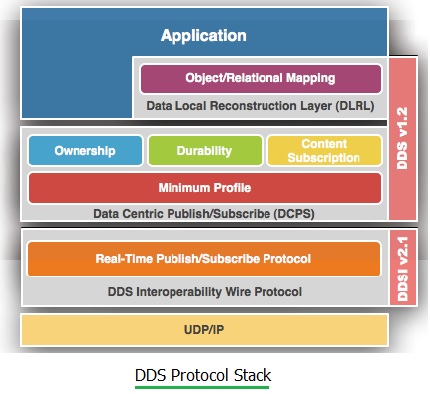 Application
Object/Relational Mapping
Data Local Reconstruction Layer (DLRL)
DDS v1.2
Ownership
Durability
Content
Subscription
Minimum Profile
Data Centric Publish/Subscribe (DCPS)
Real-Time Publish/Subscribe Protocol
DDS Interoperability Wire Protocol
DDSI v2.1
UDP/IP
DDS Protocol Stack